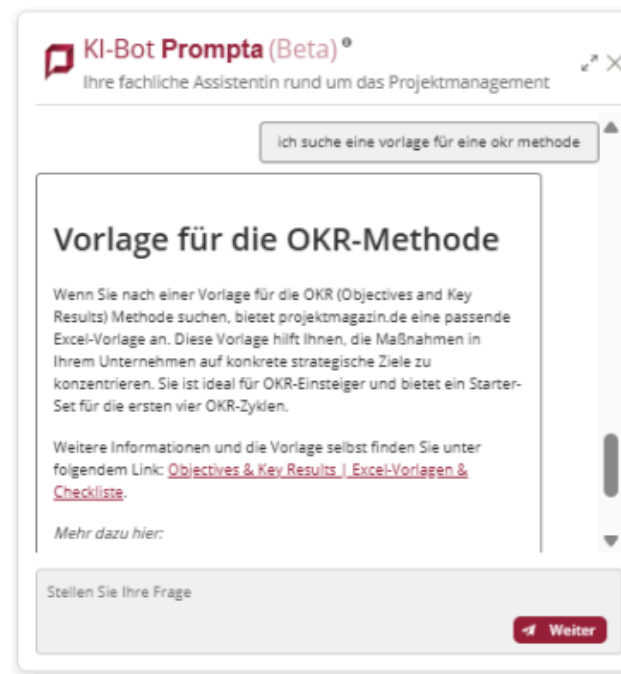 KI-Bot Prompta (Beta)
Ihre fachliche Assistentin rund um das Projektmanagement
ich suche eine vorlage für eine okr methode
Vorlage für die OKR-Methode
Wenn Sie nach einer Vorlage für die OKR (Objectives and Key
Results) Methode suchen, bietet projektmagazin.de eine passende
Excel-Vorlage an. Diese Vorlage hilft Ihnen, die Maßnahmen in
Ihrem Unternehmen auf konkrete strategische Ziele zu
konzentrieren. Sie ist ideal für OKR-Einsteiger und bietet ein Starter-
Set für die ersten vier OKR-Zyklen.
Weitere Informationen und die Vorlage selbst finden Sie unter
folgendem Link: Objectives & Key Results | Excel-Vorlagen &
Checkliste.
Mehr dazu hier:
Stellen Sie Ihre Frage
Weiter